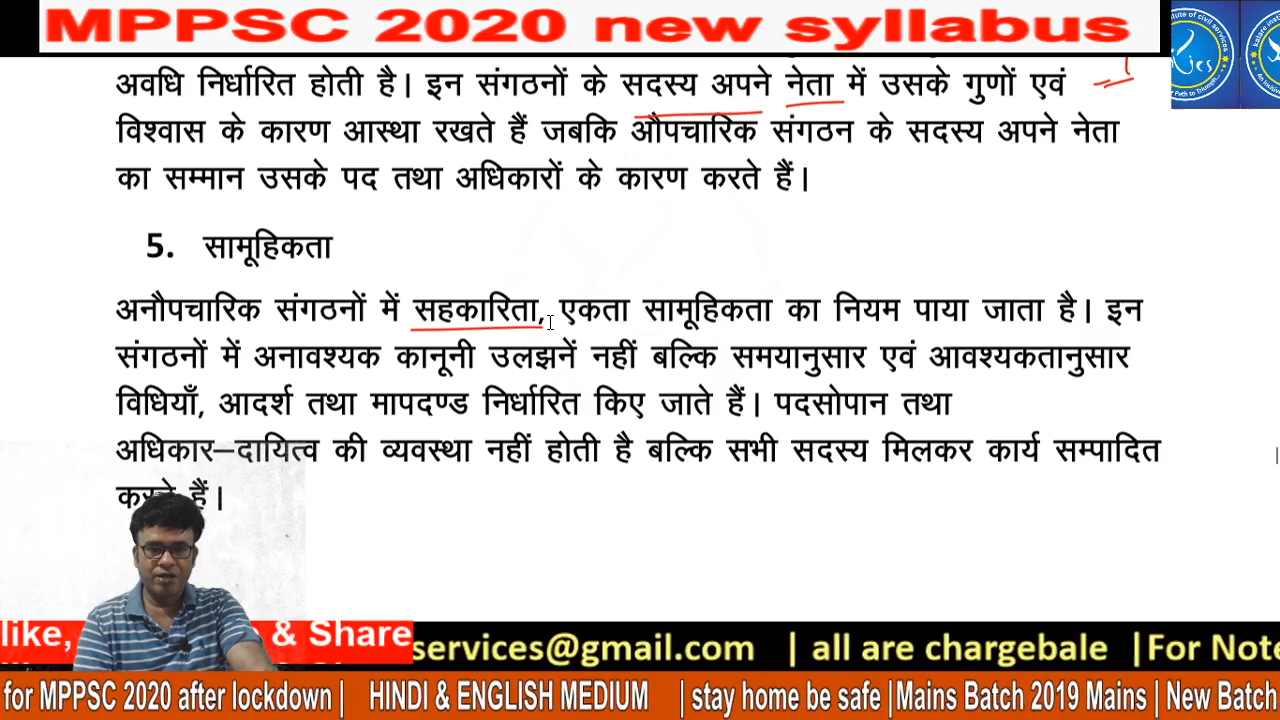 MPPSC 2020 new syllabus
अवधि निर्धारित होती है। इन संगठनों के सदस्य अपने नेता में उसके गुणों एवं
विश्वास के कारण आस्था रखते हैं जबकि औपचारिक संगठन के सदस्य अपने नेता
का सम्मान उसके पद तथा अधिकारों के कारण करते हैं।
5. सामूहिकता
अनौपचारिक संगठनों में सहकारिता, एकता सामूहिकता का नियम पाया जाता है। इन
संगठनों में अनावश्यक कानूनी उलझनें नहीं बल्कि समयानुसार एवं आवश्यकतानुसार
विधियाँ, आदर्श तथा मापदण्ड निर्धारित किए जाते हैं। पदसोपान तथा
अधिकार–दायित्व की व्यवस्था नहीं होती है बल्कि सभी सदस्य मिलकर कार्य सम्पादित
करते हैं।
like, & Share
services@gmail.com | all are chargebale |For Note
for MPPSC 2020 after lockdown | HINDI & ENGLISH MEDIUM | stay home be safe |Mains Batch 2019 Mains | New Batch